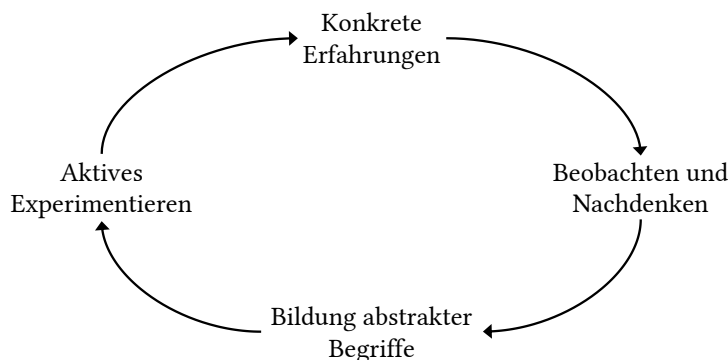 Konkrete
Erfahrungen
Beobachten und
Nachdenken
Bildung abstrakter
Begriffe
Aktives
Experimentieren